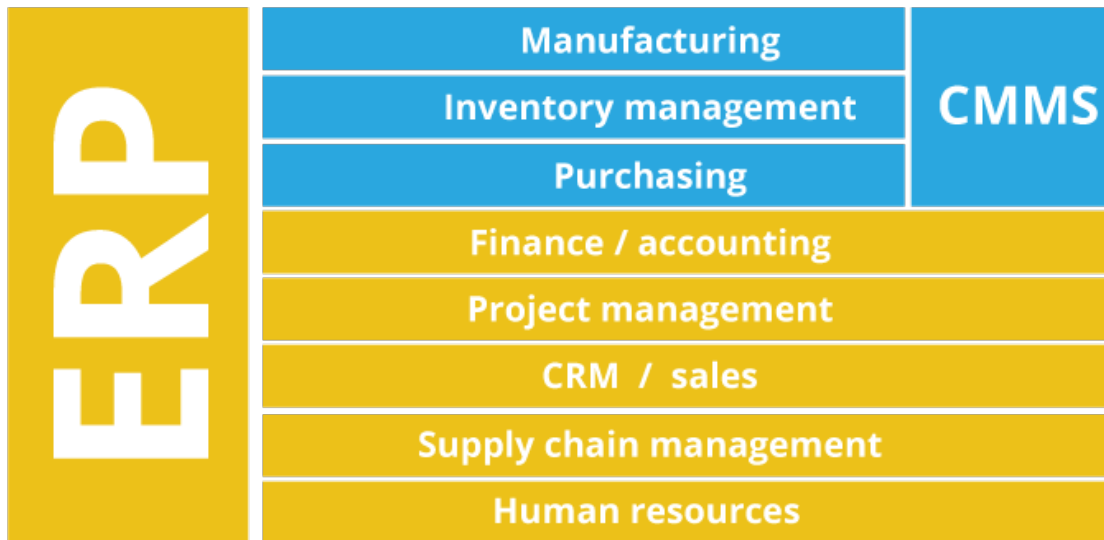 ERP
Manufacturing
Inventory management
Purchasing
CMMS
Finance / accounting
Project management
CRM / sales
Supply chain management
Human resources